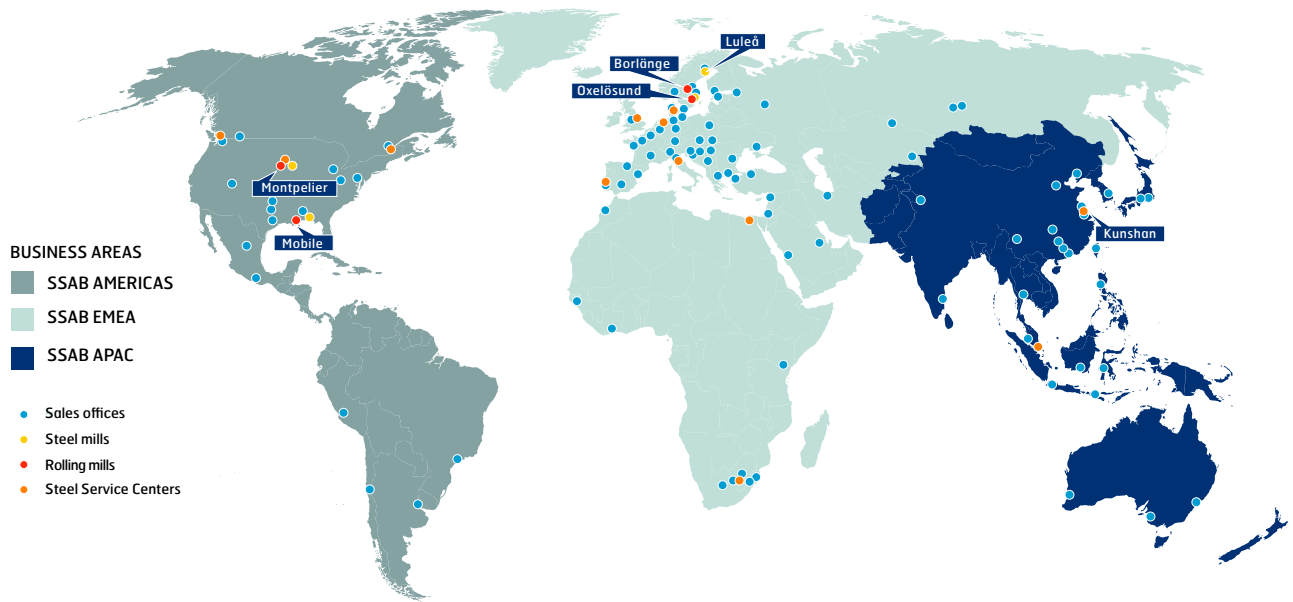 Luleå
Borlänge
Oxelösund
Montpelier
Mobile
Kunshan
BUSINESS AREAS
SSAB AMERICAS
SSAB EMEA
SSAB APAC
Sales offices
Steel mills
Rolling mills
Steel Service Centers